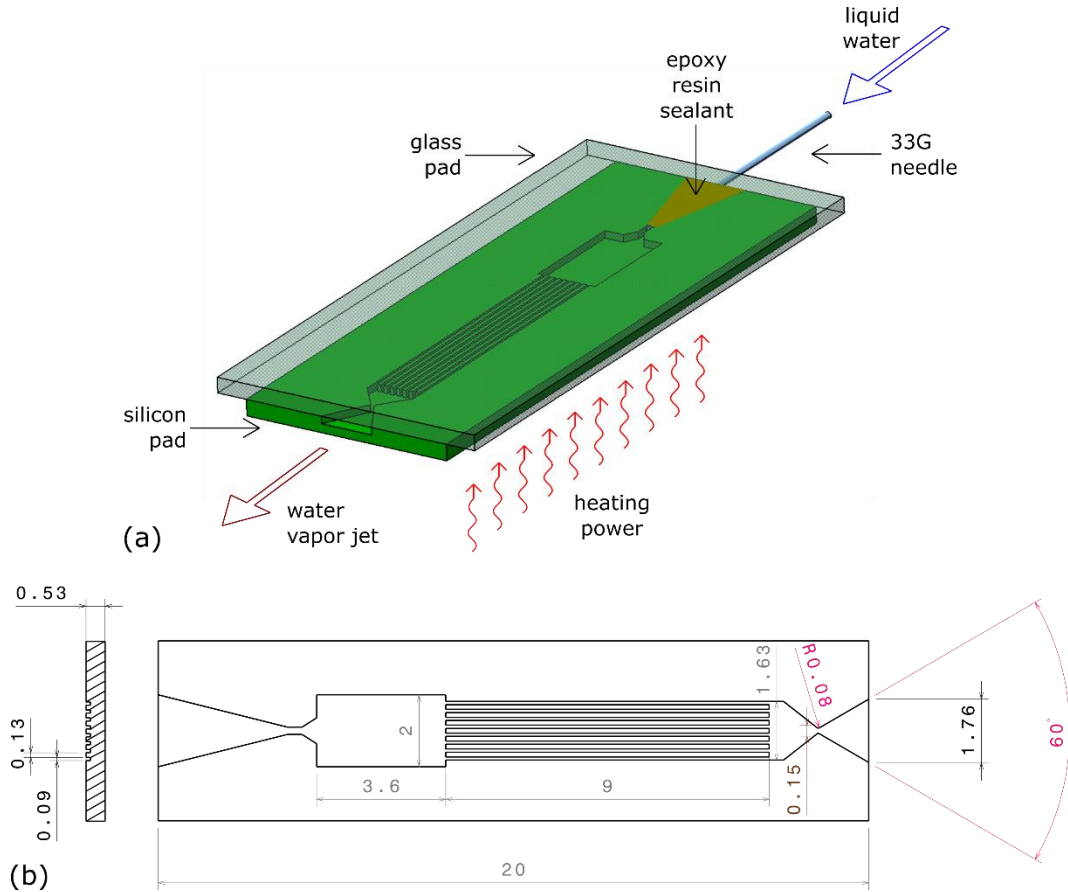 liquid
water
epoxy
resin
sealant
glass
pad
33G
needle
silicon
pad
heating
power
water
vapor jet
(a)
0.53
0.13
0.09
2
3.6
9
1.63
R0.08
0.15
1.76
60°
20
(b)